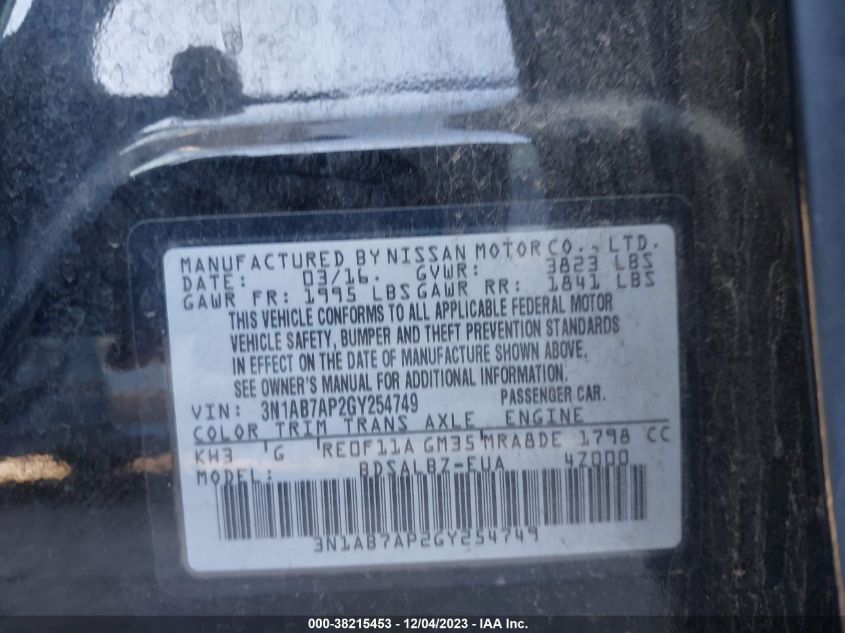 MANUFACTURED BY NISSAN MOTOR CO., LTD.
DATE: 03/16. GVWR: 3823 LBS
GAWR FR: 1995 LBS GAWR RR: 1841 LBS
THIS VEHICLE CONFORMS TO ALL APPLICABLE FEDERAL MOTOR
VEHICLE SAFETY, BUMPER AND THEFT PREVENTION STANDARDS
IN EFFECT ON THE DATE OF MANUFACTURE SHOWN ABOVE.
SEE OWNER'S MANUAL FOR ADDITIONAL INFORMATION.
VIN: 3N1AB7AP2GY254749 PASSENGER CAR.
COLOR TRIM TRANS AXLE ENGINE
KH3 G RE0F11A GM35 MRA8DE 1798 CC
MODEL: BDSALBZ-EUA 4Z000
3N1AB7AP2GY254749
000-38215453 - 12/04/2023 - IAA Inc.